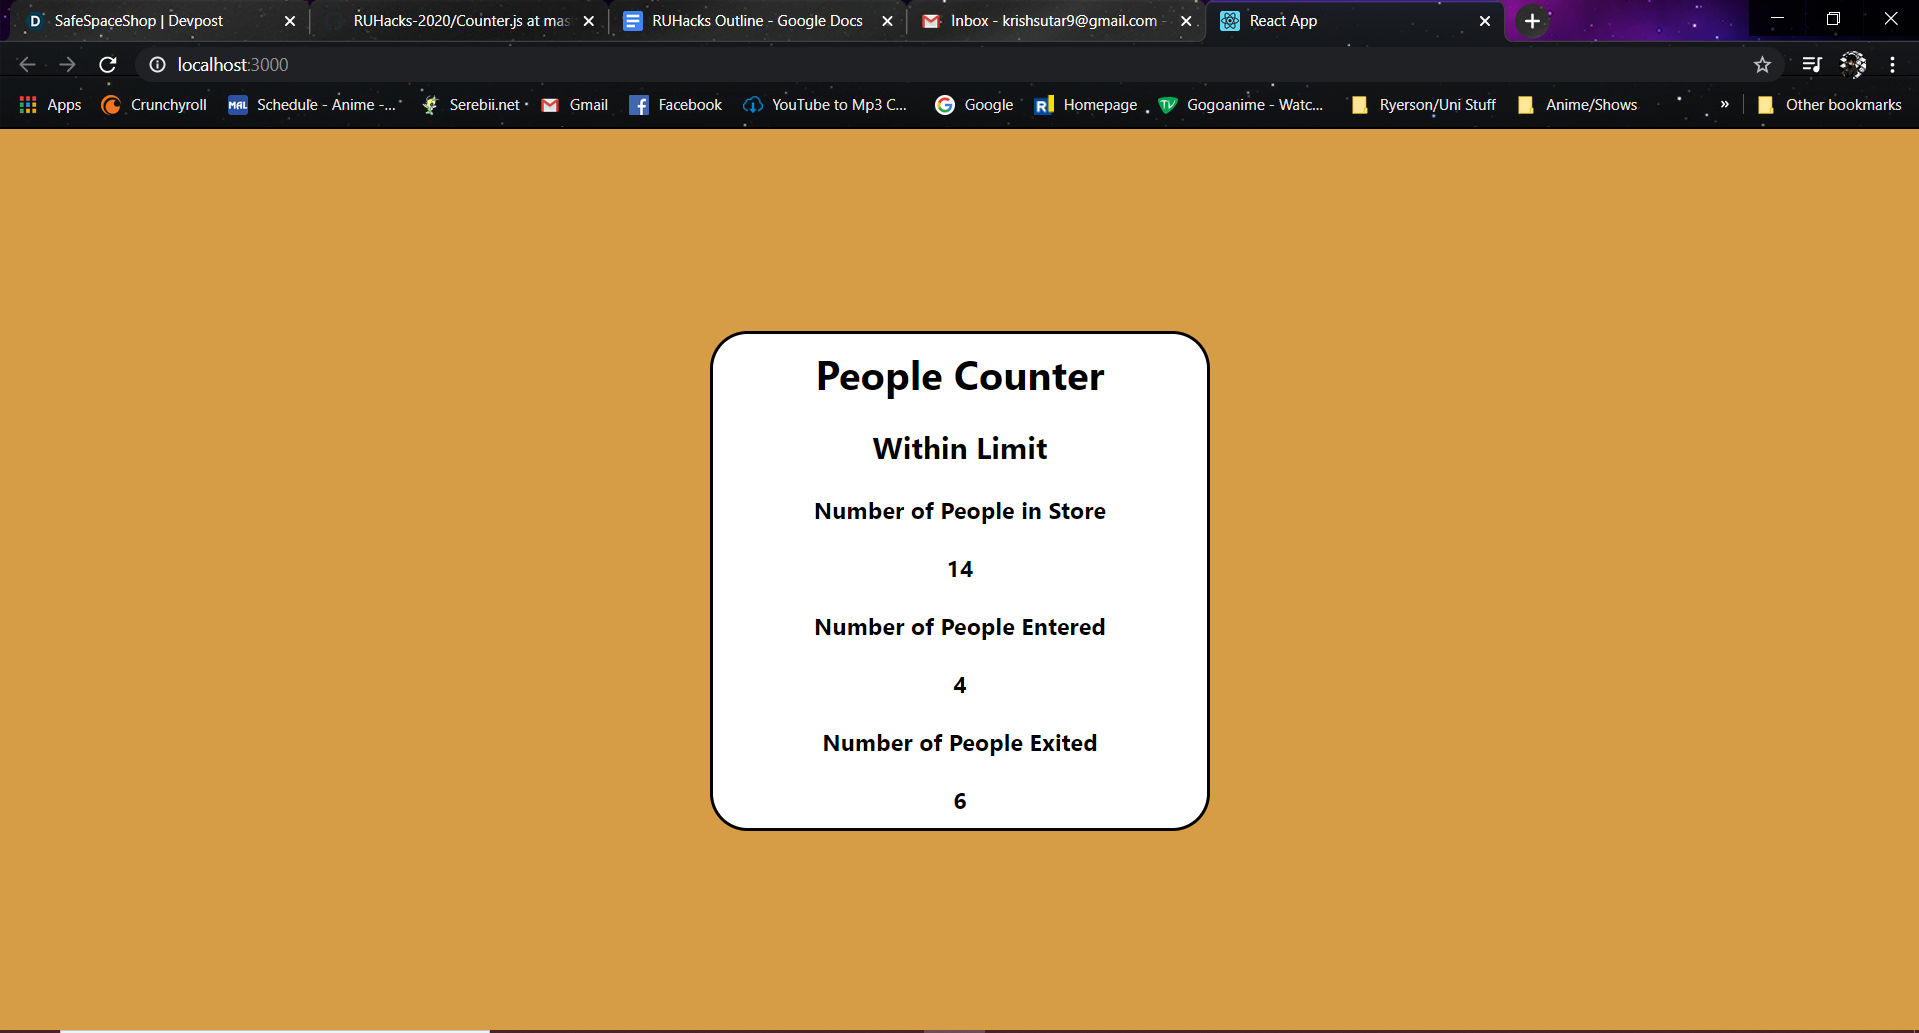 SafeSpaceShop | Devpost
RUHacks-2020/Counter.js at mas
RUHacks Outline - Google Docs
Inbox - krishsutar9@gmail.com -
React App
localhost:3000
Apps
Crunchyroll
MAL Schedule - Anime -...
Serebii.net
Gmail
Facebook
YouTube to Mp3 C...
Google
Homepage
Gogoanime - Watc...
Ryerson/Uni Stuff
Anime/Shows
»
Other bookmarks
People Counter
Within Limit
Number of People in Store
14
Number of People Entered
4
Number of People Exited
6